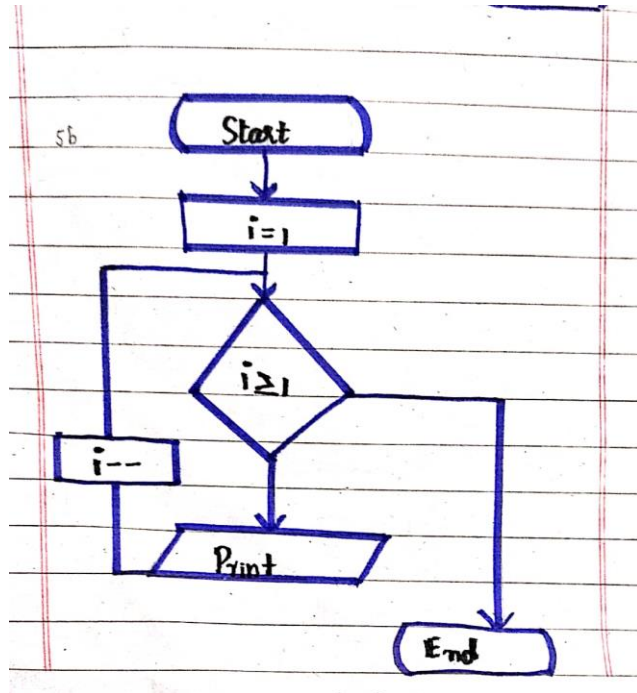 56
Start
i=1
i≥1
i--
Print
End